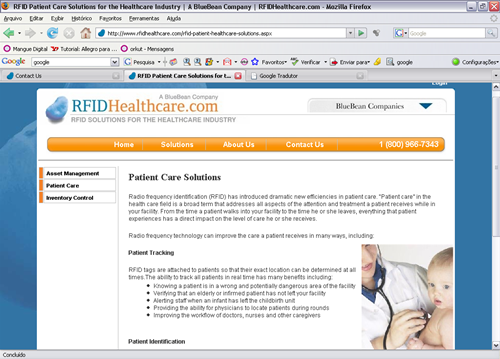 RFID Patient Care Solutions for the Healthcare Industry | A BlueBean Company | RFIDHealthcare.com - Mozilla Firefox
Arquivo Editar Exibir Histórico Favoritos Ferramentas Ajuda
http://www.rfidhealthcare.com/rfid-patient-healthcare-solutions.aspx
Google
Mangue Digital Tutorial: Allegro para ... orkut - Mensagens
Google google Pesquisa Favoritos Verificar Enviar para google Configurações
Contact Us RFID Patient Care Solutions for t... Google Tradutor
Login
A BlueBean Company
RFIDHealthcare.com
RFID SOLUTIONS FOR THE HEALTHCARE INDUSTRY
BlueBean Companies
Home Solutions About Us Contact Us 1 (800) 966-7343
Asset Management
Patient Care
Inventory Control
Patient Care Solutions
Radio frequency identification (RFID) has introduced dramatic new efficiencies in patient care. "Patient care" in the
health care field is a broad term that addresses all aspects of the attention and treatment a patient receives while in
your facility. From the time a patient walks into your facility to the time he or she leaves, everything that patient
experiences has a direct impact on the level of care he or she receives.
Radio frequency technology can improve the care a patient receives in many ways, including:
Patient Tracking
RFID tags are attached to patients so that their exact location can be determined at all
times.The ability to track all patients in real time has many benefits including:
Knowing a patient is in a wrong and potentially dangerous area of the facility
Verifying that an elderly or infirmed patient has not left your facility
Alerting staff when an infant has left the childbirth unit
Providing the ability for physicians to locate patients during rounds
Improving the workflow of doctors, nurses and other caregivers
Patient Identification
Concluído